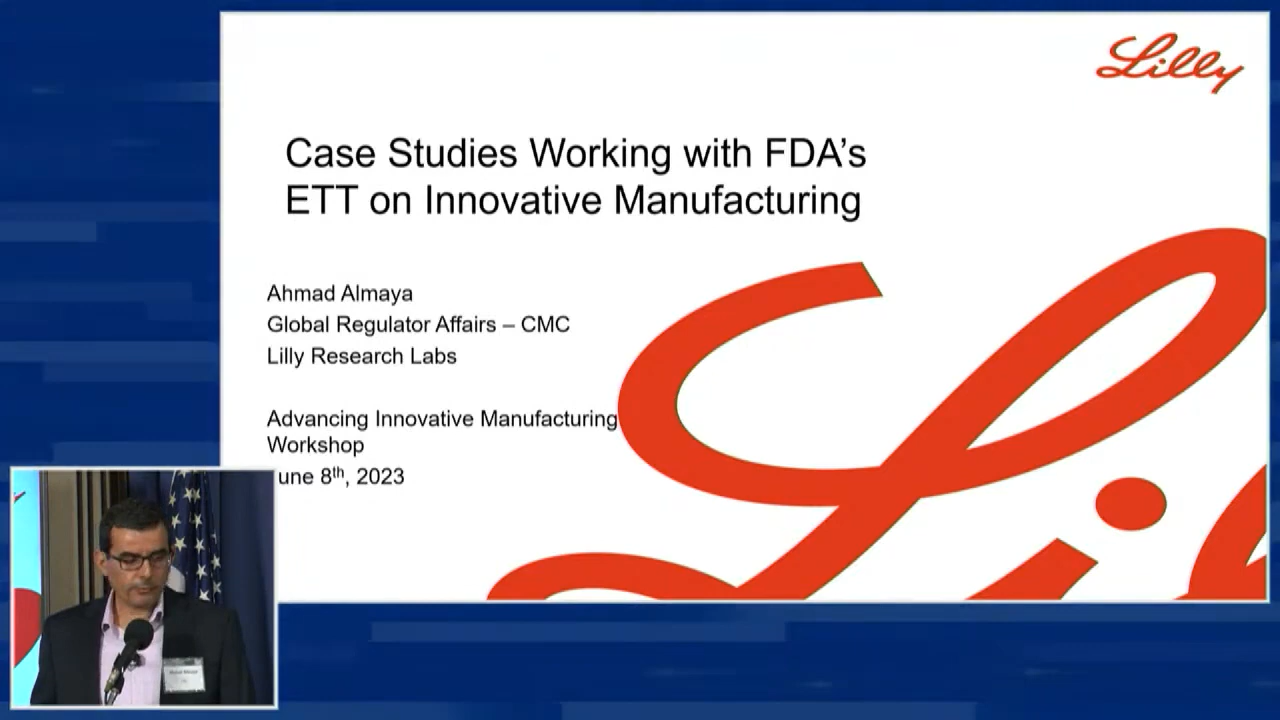 Lilly
Case Studies Working with FDA's
ETT on Innovative Manufacturing
Ahmad Almaya
Global Regulator Affairs – CMC
Lilly Research Labs
Advancing Innovative Manufacturing
Workshop
une 8th, 2023